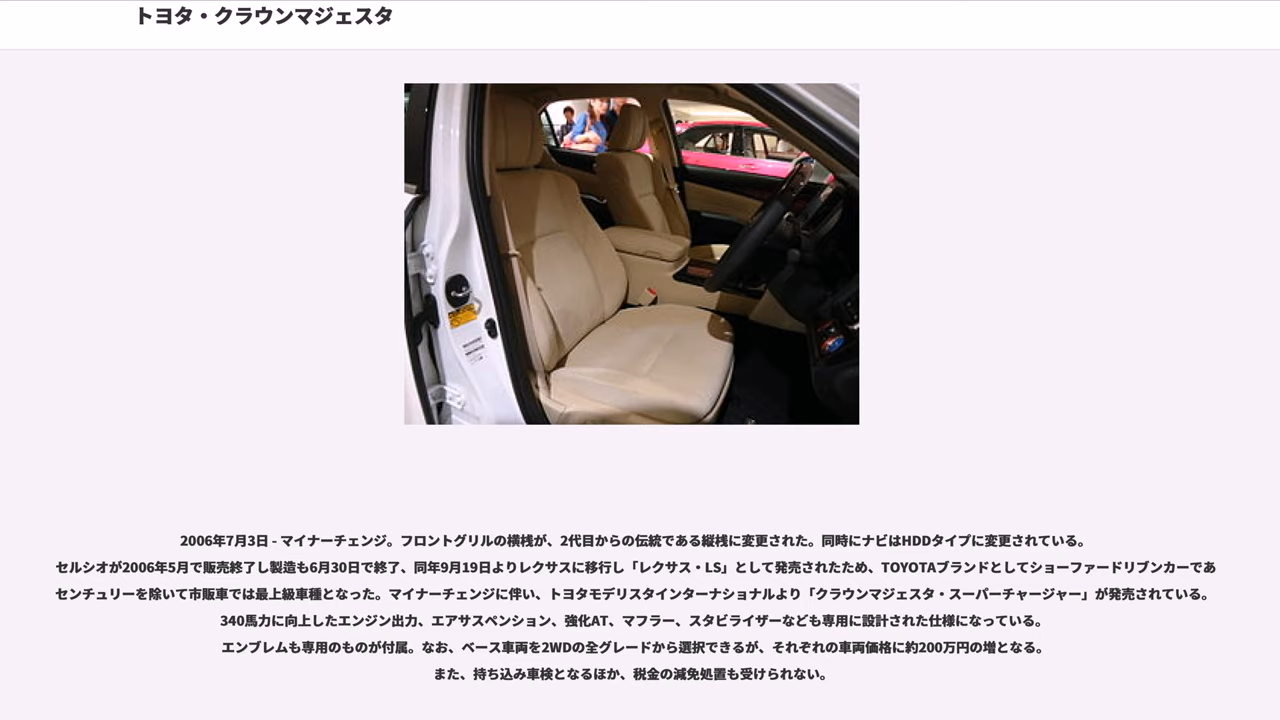 トヨタ・クラウンマジェスタ
2006年7月3日 - マイナーチェンジ。フロントグリルの横桟が、2代目からの伝統である縦桟に変更された。同時にナビはHDDタイプに変更されている。
セルシオが2006年5月で販売終了し製造も6月30日で終了、同年9月19日よりレクサスに移行し「レクサス・LS」として発売されたため、TOYOTAブランドとしてショーファードリブンカーであ
センチュリーを除いて市販車では最上級車種となった。マイナーチェンジに伴い、トヨタモデリスタインターナショナルより「クラウンマジェスタ・スーパーチャージャー」が発売されている。
340馬力に向上したエンジン出力、エアサスペンション、強化AT、マフラー、スタビライザーなども専用に設計された仕様になっている。
エンブレムも専用のものが付属。なお、ベース車両を2WDの全グレードから選択できるが、それぞれの車両価格に約200万円の増となる。
また、持ち込み車検となるほか、税金の減免処置も受けられない。